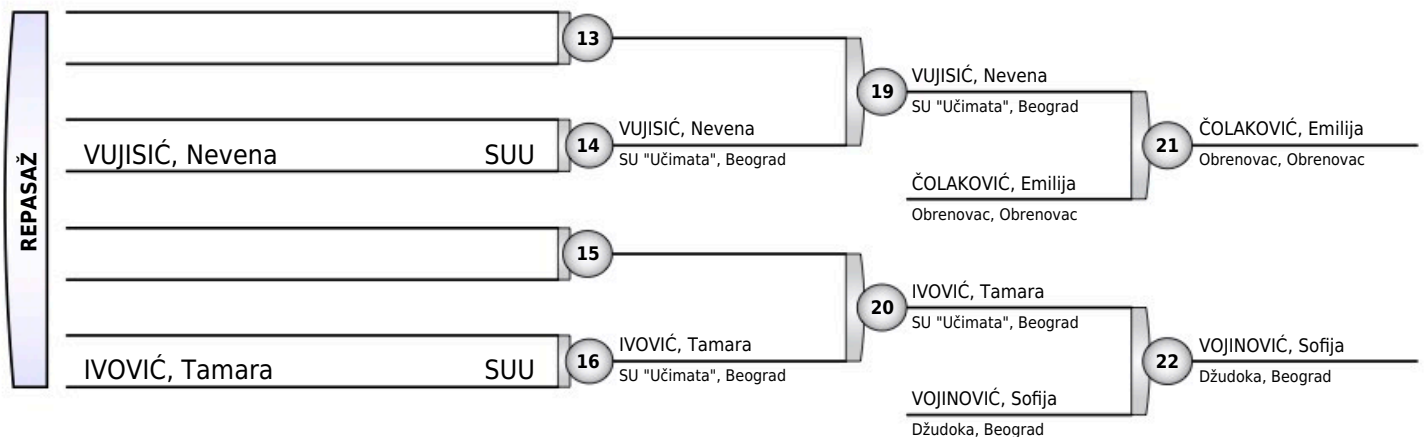 REPASAŽ
13
VUJISIĆ, Nevena SUU
14
VUJISIĆ, Nevena
SU "Učimata", Beograd
19
VUJISIĆ, Nevena
SU "Učimata", Beograd
ČOLAKOVIĆ, Emilija
Obrenovac, Obrenovac
21
ČOLAKOVIĆ, Emilija
Obrenovac, Obrenovac
15
IVOVIĆ, Tamara SUU
16
IVOVIĆ, Tamara
SU "Učimata", Beograd
20
IVOVIĆ, Tamara
SU "Učimata", Beograd
VOJINOVIĆ, Sofija
Džudoka, Beograd
22
VOJINOVIĆ, Sofija
Džudoka, Beograd